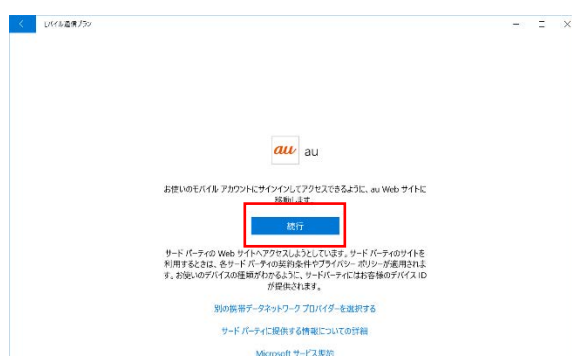 モバイル通信プラン
au au
お使いのモバイル アカウントにサインインしてアクセスできるように、au Web サイトに
移動します。
続行
サード パーティの Web サイトへアクセスしようとしています。サード パーティのサイトを
利用するときは、各サード パーティの契約条件やプライバシー ポリシーが適用されま
す。お使いのデバイスの種類がわかるように、サードパーティにはお客様のデバイス ID
が提供されます。
別の携帯データネットワーク プロバイダーを選択する
サード パーティに提供する情報についての詳細
Microsoft サービス規約